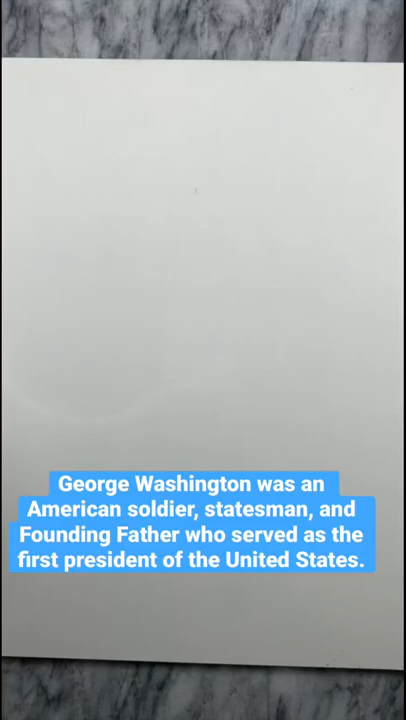 George Washington was an
American soldier, statesman, and
Founding Father who served as the
first president of the United States.